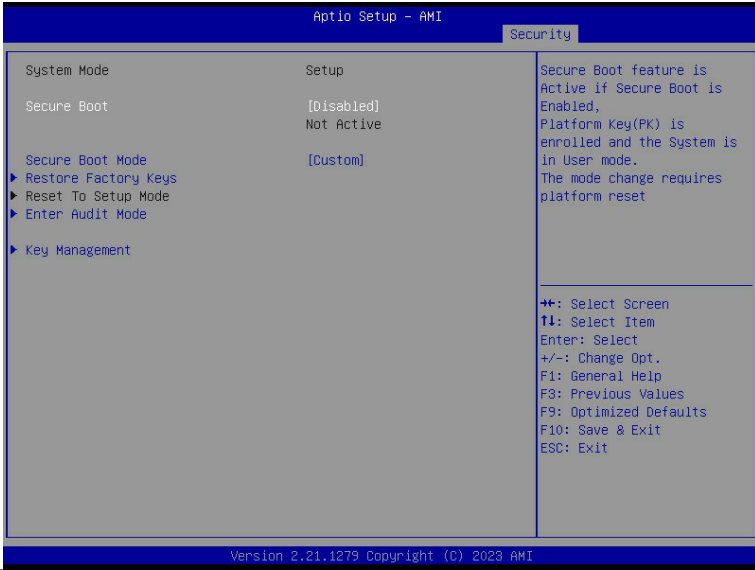 Aptio Setup – AMI
Security
System Mode Setup
Secure Boot [Disabled]
Not Active
Secure Boot Mode [Custom]
▶ Restore Factory Keys
▶ Reset To Setup Mode
▶ Enter Audit Mode
▶ Key Management
Secure Boot feature is
Active if Secure Boot is
Enabled,
Platform Key(PK) is
enrolled and the System is
in User mode.
The mode change requires
platform reset
→←: Select Screen
↑↓: Select Item
Enter: Select
+/-: Change Opt.
F1: General Help
F3: Previous Values
F9: Optimized Defaults
F10: Save & Exit
ESC: Exit
Version 2.21.1279 Copyright (C) 2023 AMI